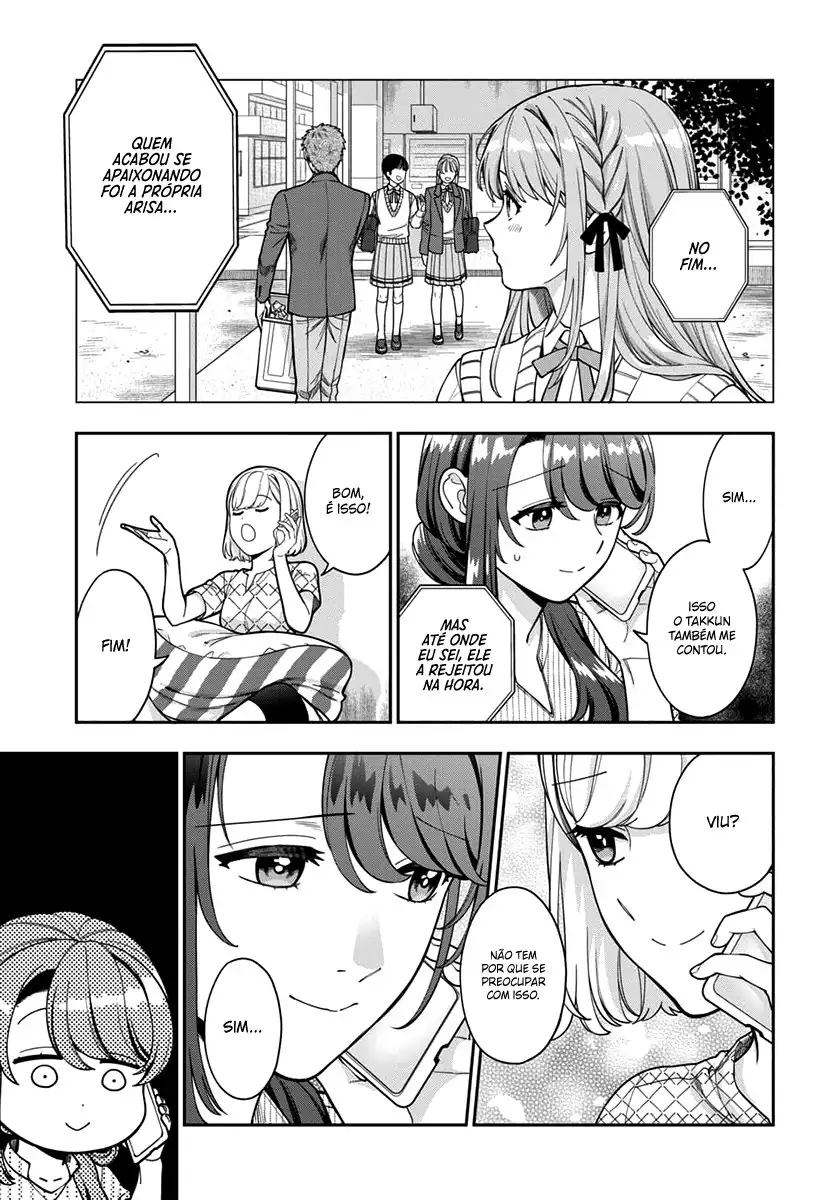 NO
FIM...
QUEM
ACABOU SE
APAIXONANDO
FOI A PRÓPRIA
ARISA...
SIM...
ISSO
O TAKKUN
TAMBÉM ME
CONTOU.
MAS
ATÉ ONDE
EU SEI, ELE
A REJEITOU
NA HORA.
BOM,
É ISSO!
FIM!
VIU?
NÃO TEM
POR QUE SE
PREOCUPAR
COM ISSO.
SIM...